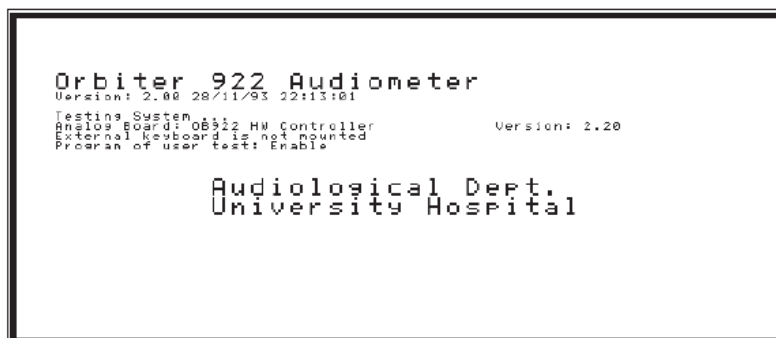 Orbiter 922 Audiometer
Version: 2.00 28/11/93 22:13:01
Testing System ...
Analog Board: OB922 HW Controller Version: 2.20
External keyboard is not mounted
Program of user test: Enable
Audiological Dept.
University Hospital